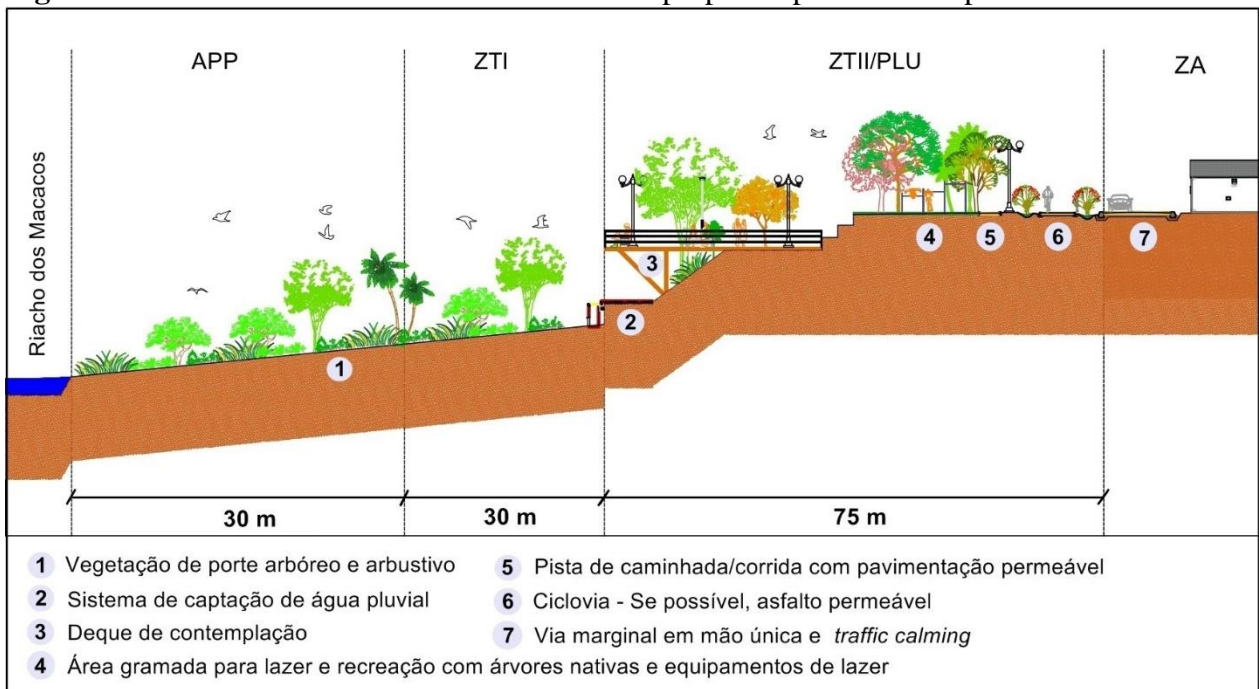 APP ZTI ZTII/PLU ZA
Riacho dos Macacos
1 2 3 4 5 6 7
30 m 30 m 75 m
1 Vegetação de porte arbóreo e arbustivo
2 Sistema de captação de água pluvial
3 Deque de contemplação
4 Área gramada para lazer e recreação com árvores nativas e equipamentos de lazer
5 Pista de caminhada/corrida com pavimentação permeável
6 Ciclovia - Se possível, asfalto permeável
7 Via marginal em mão única e traffic calming